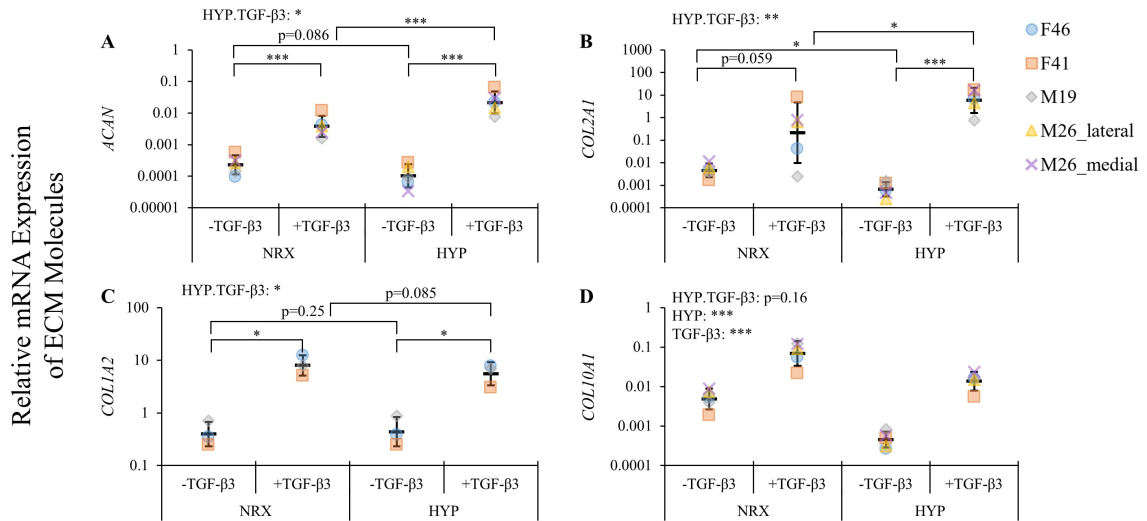 Relative mRNA Expression
of ECM Molecules
A
HYP.TGF-β3: *
***
p=0.086
***
***
ACAN
1
0.1
0.01
0.001
0.0001
0.00001
-TGF-β3
+TGF-β3
-TGF-β3
+TGF-β3
NRX
HYP
B
HYP.TGF-β3: **
*
*
p=0.059
***
COL2A1
1000
100
10
1
0.1
0.01
0.001
0.0001
-TGF-β3
+TGF-β3
-TGF-β3
+TGF-β3
NRX
HYP
F46
F41
M19
M26_lateral
M26_medial
C
HYP.TGF-β3: *
p=0.085
p=0.25
*
*
COL1A2
100
10
1
0.1
-TGF-β3
+TGF-β3
-TGF-β3
+TGF-β3
NRX
HYP
D
HYP.TGF-β3: p=0.16
HYP: ***
TGF-β3: ***
COL10A1
1
0.1
0.01
0.001
0.0001
-TGF-β3
+TGF-β3
-TGF-β3
+TGF-β3
NRX
HYP